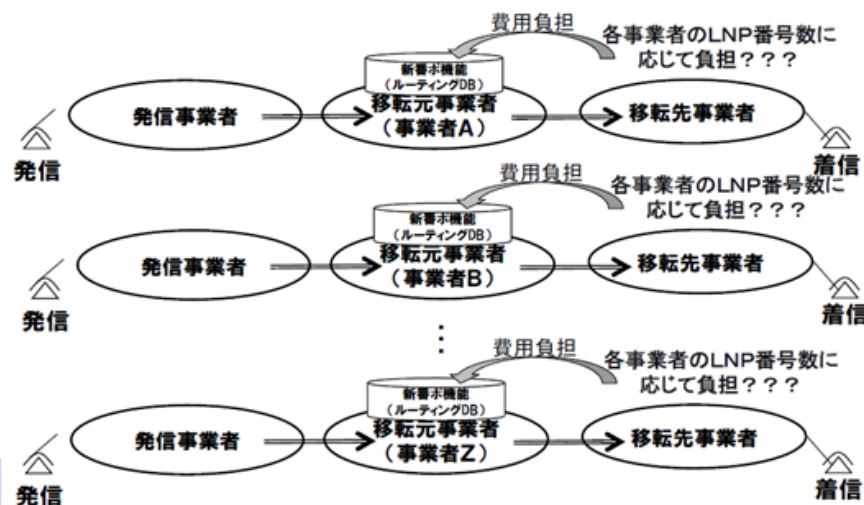 費用負担
各事業者のLNP番号数に
応じて負担???
新番ポ機能
(ルーティングDB)
発信事業者
移転元事業者
(事業者A)
移転先事業者
発信
着信
費用負担
各事業者のLNP番号数に
応じて負担???
新番ポ機能
(ルーティングDB)
発信事業者
移転元事業者
(事業者B)
移転先事業者
発信
着信
⋮
費用負担
各事業者のLNP番号数に
応じて負担???
新番ポ機能
(ルーティングDB)
発信事業者
移転元事業者
(事業者Z)
移転先事業者
発信
着信